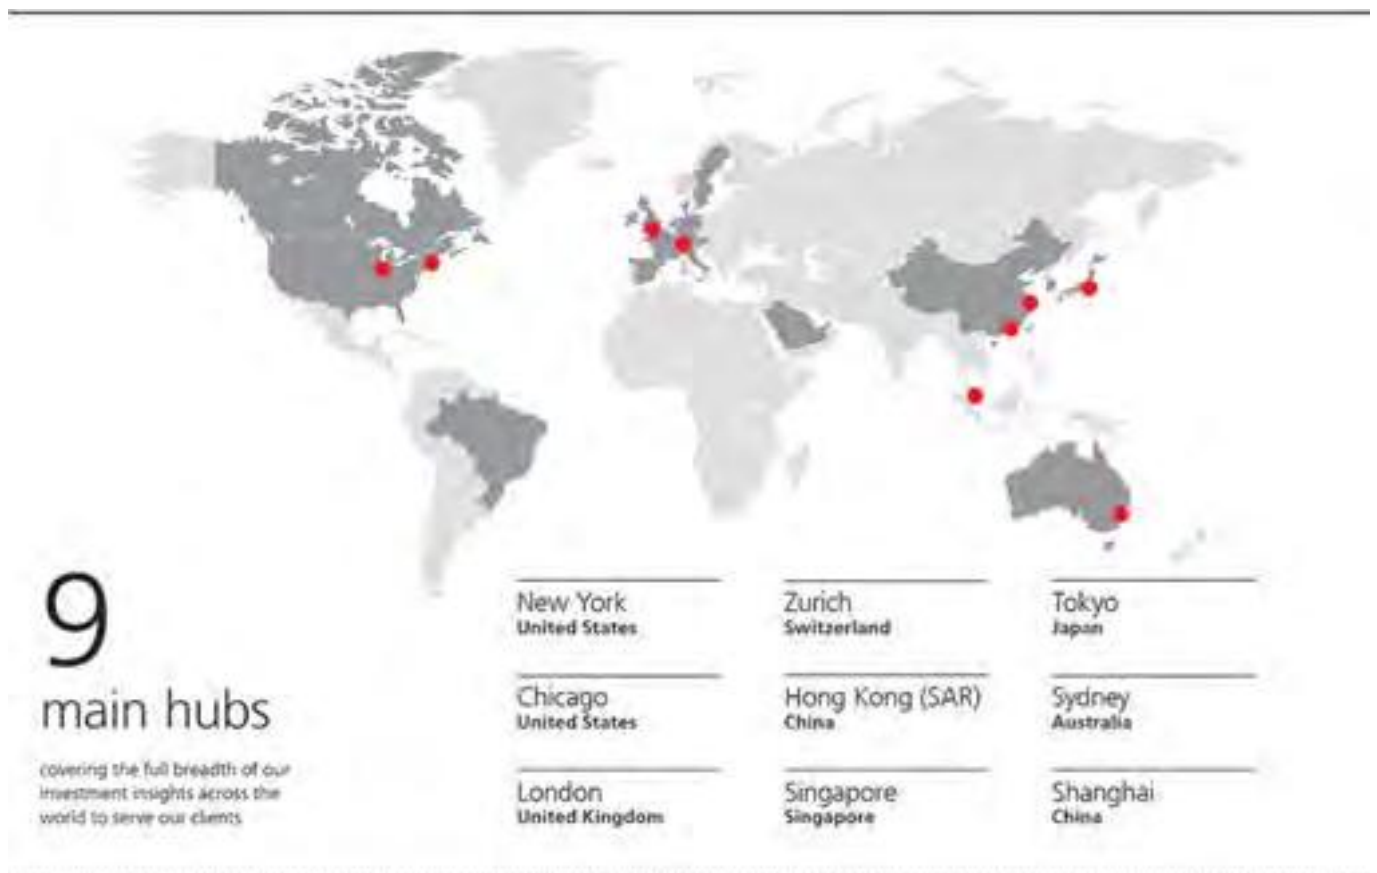 9
main hubs
covering the full breadth of our
investment insights across the
world to serve our clients
New York
United States
Chicago
United States
London
United Kingdom
Zurich
Switzerland
Hong Kong (SAR)
China
Singapore
Singapore
Tokyo
Japan
Sydney
Australia
Shanghai
China